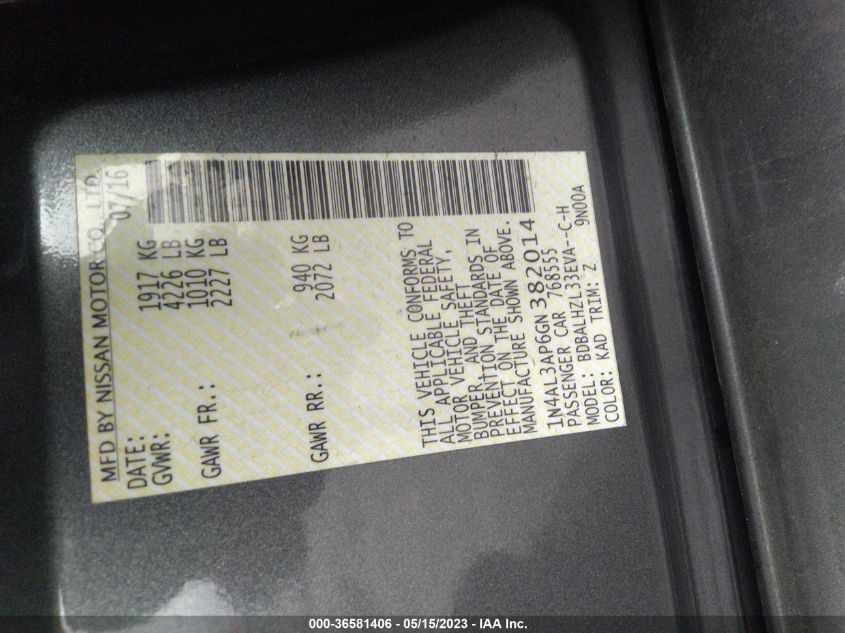 MFD BY NISSAN MOTOR CO., LTD.
DATE: 07/16
GVWR: 1917 KG
4226 LB
GAWR FR.: 1010 KG
2227 LB
GAWR RR.: 940 KG
2072 LB
THIS VEHICLE CONFORMS TO
ALL APPLICABLE FEDERAL
MOTOR VEHICLE SAFETY,
BUMPER, AND THEFT
PREVENTION STANDARDS IN
EFFECT ON THE DATE OF
MANUFACTURE SHOWN ABOVE.
1N4AL3AP6GN382014
PASSENGER CAR 768555
MODEL: BDBALHZL33EYA--C-H
COLOR: KAD TRIM: Z 9N00A
000-36581406 - 05/15/2023 - IAA Inc.